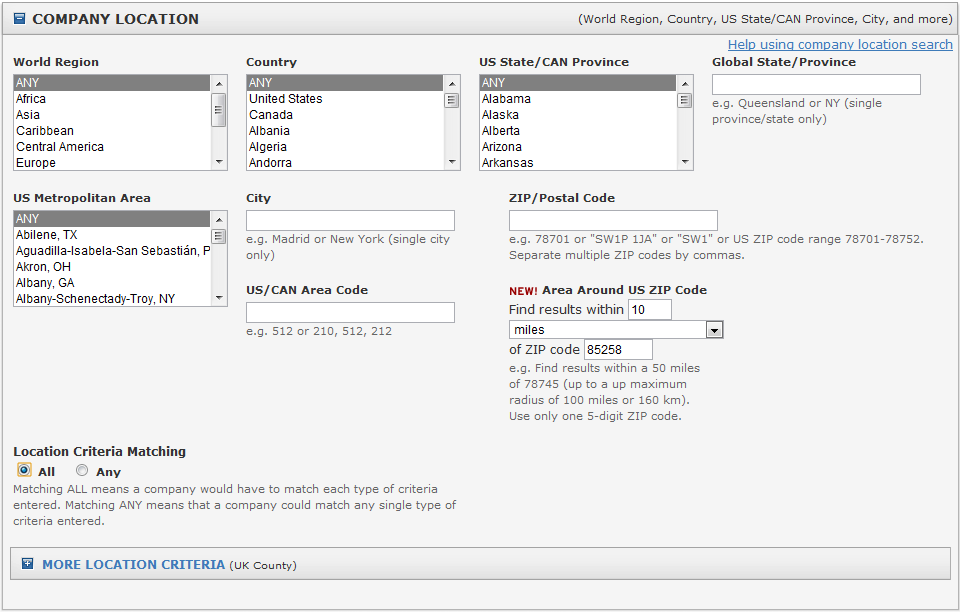 COMPANY LOCATION
(World Region, Country, US State/CAN Province, City, and more)
Help using company location search
World Region
ANY
Africa
Asia
Caribbean
Central America
Europe
Country
ANY
United States
Canada
Albania
Algeria
Andorra
US State/CAN Province
ANY
Alabama
Alaska
Alberta
Arizona
Arkansas
Global State/Province
e.g. Queensland or NY (single
province/state only)
US Metropolitan Area
ANY
Abilene, TX
Aguadilla-Isabela-San Sebastián, P
Akron, OH
Albany, GA
Albany-Schenectady-Troy, NY
City
e.g. Madrid or New York (single city
only)
US/CAN Area Code
e.g. 512 or 210, 512, 212
ZIP/Postal Code
e.g. 78701 or "SW1P 1JA" or "SW1" or US ZIP code range 78701-78752.
Separate multiple ZIP codes by commas.
NEW! Area Around US ZIP Code
Find results within 10
miles
of ZIP code 85258
e.g. Find results within a 50 miles
of 78745 (up to a up maximum
radius of 100 miles or 160 km).
Use only one 5-digit ZIP code.
Location Criteria Matching
All Any
Matching ALL means a company would have to match each type of criteria
entered. Matching ANY means that a company could match any single type of
criteria entered.
MORE LOCATION CRITERIA (UK County)